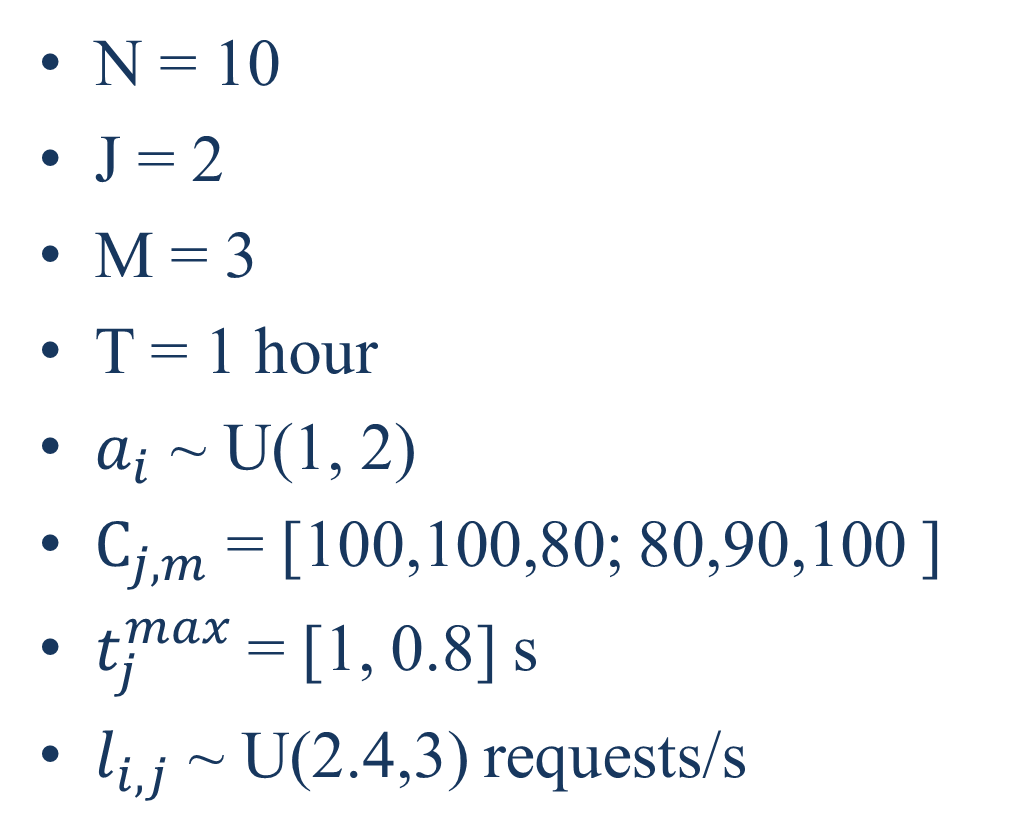 • N = 10
• J = 2
• M = 3
• T = 1 hour
• 𝑎ᵢ ~ U(1, 2)
• C_{j,m} = [100,100,80; 80,90,100 ]
• t_j^{max} = [1, 0.8] s
• l_{i,j} ~ U(2.4,3) requests/s